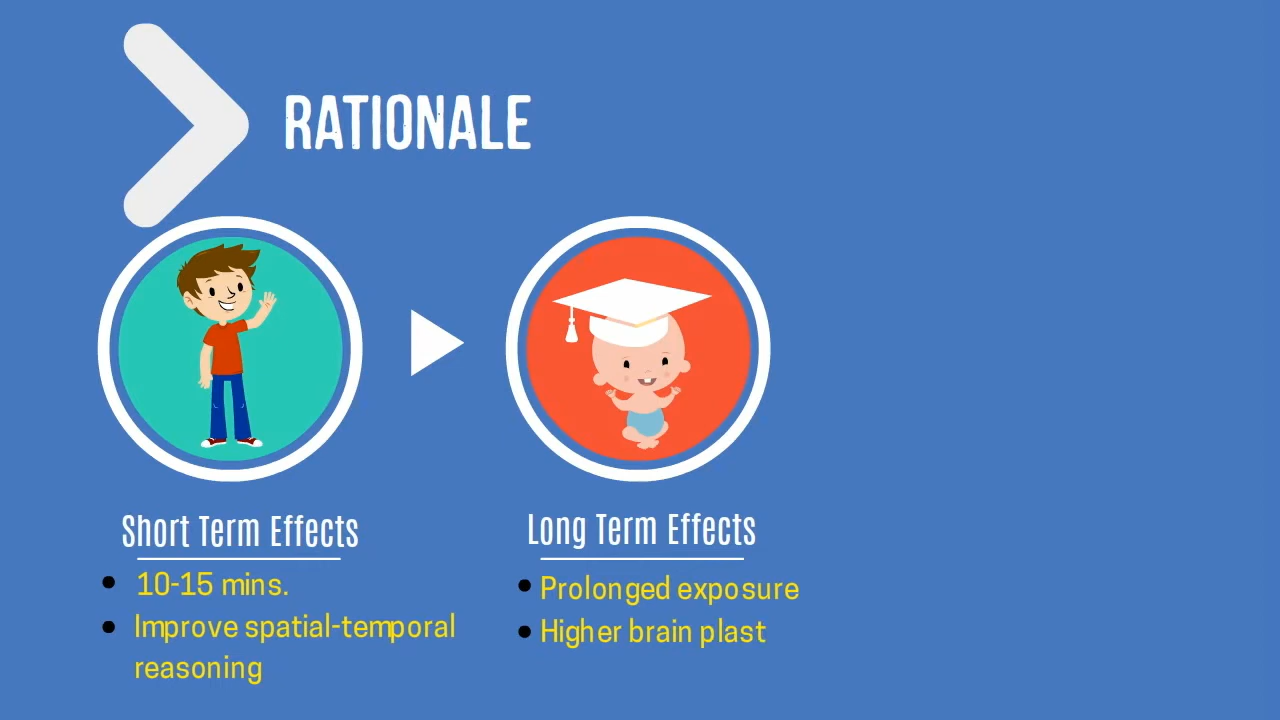 RATIONALE
Short Term Effects
10-15 mins.
Improve spatial-temporal
reasoning
Long Term Effects
Prolonged exposure
Higher brain plast